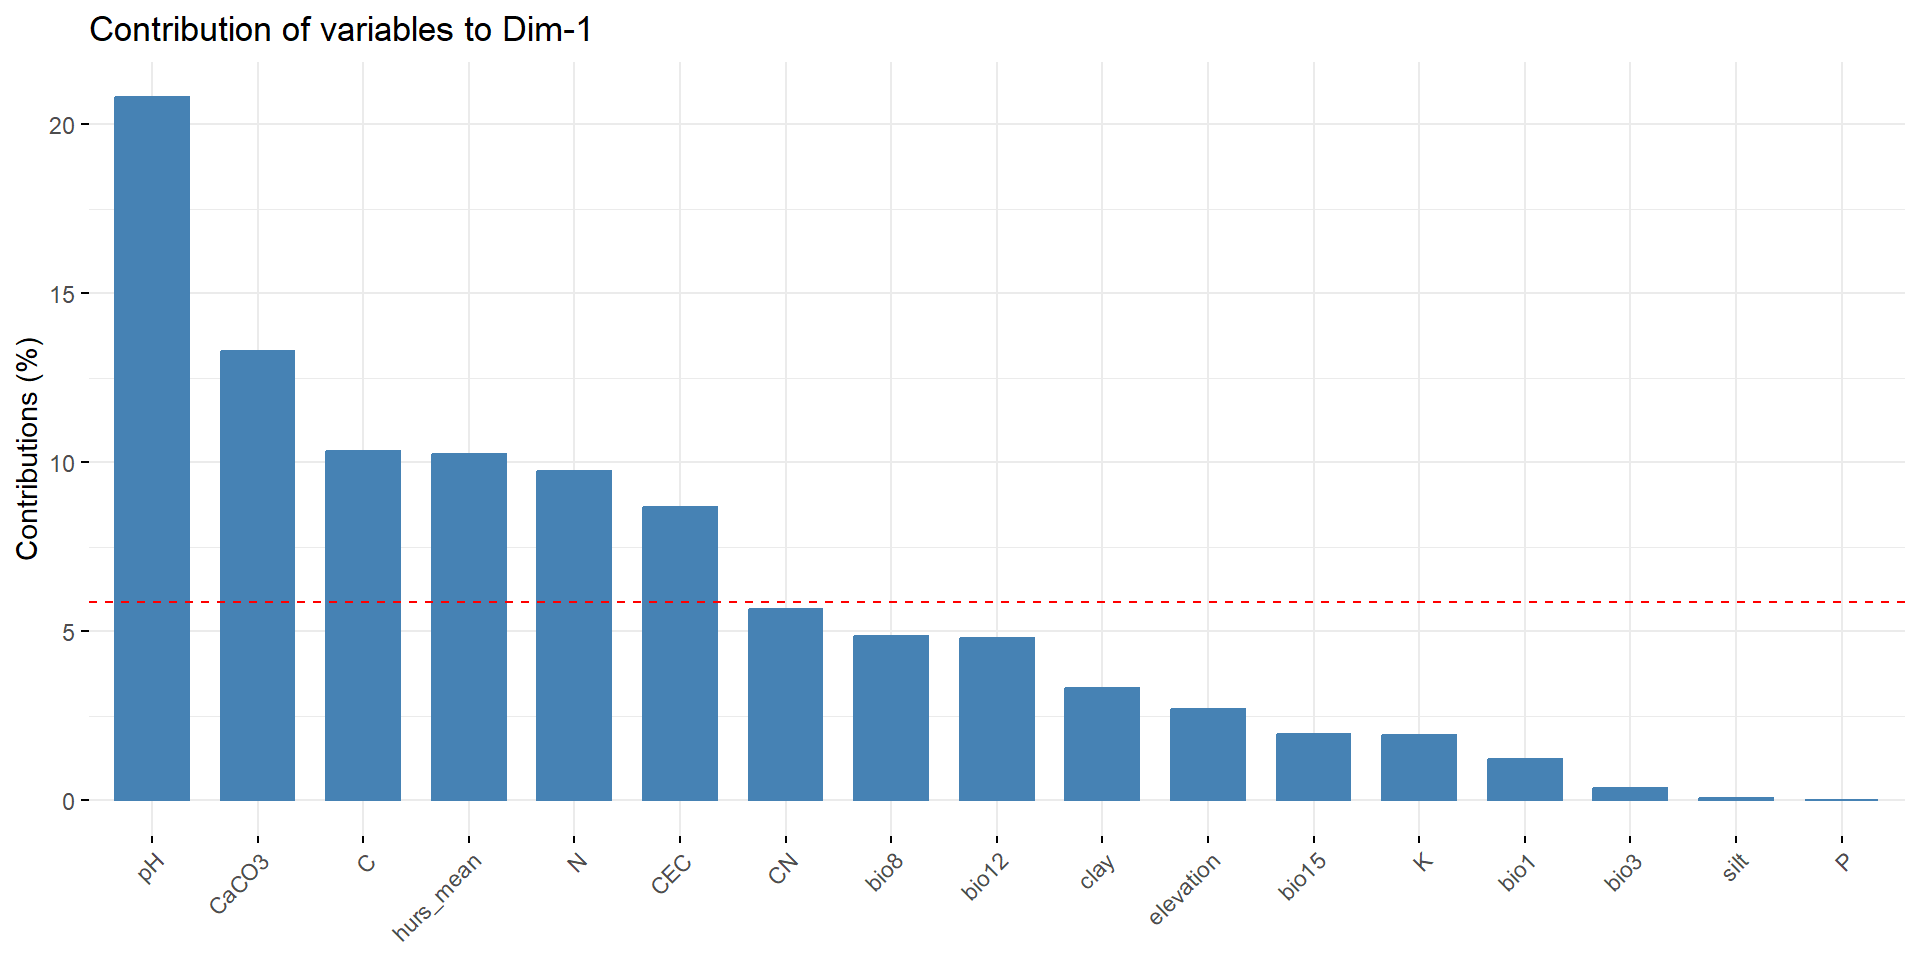 Contribution of variables to Dim-1
Contributions (%)
20
15
10
5
0
pH
CaCO3
C
hurs_mean
N
CEC
CN
bio8
bio12
clay
elevation
bio15
K
bio1
bio3
silt
P